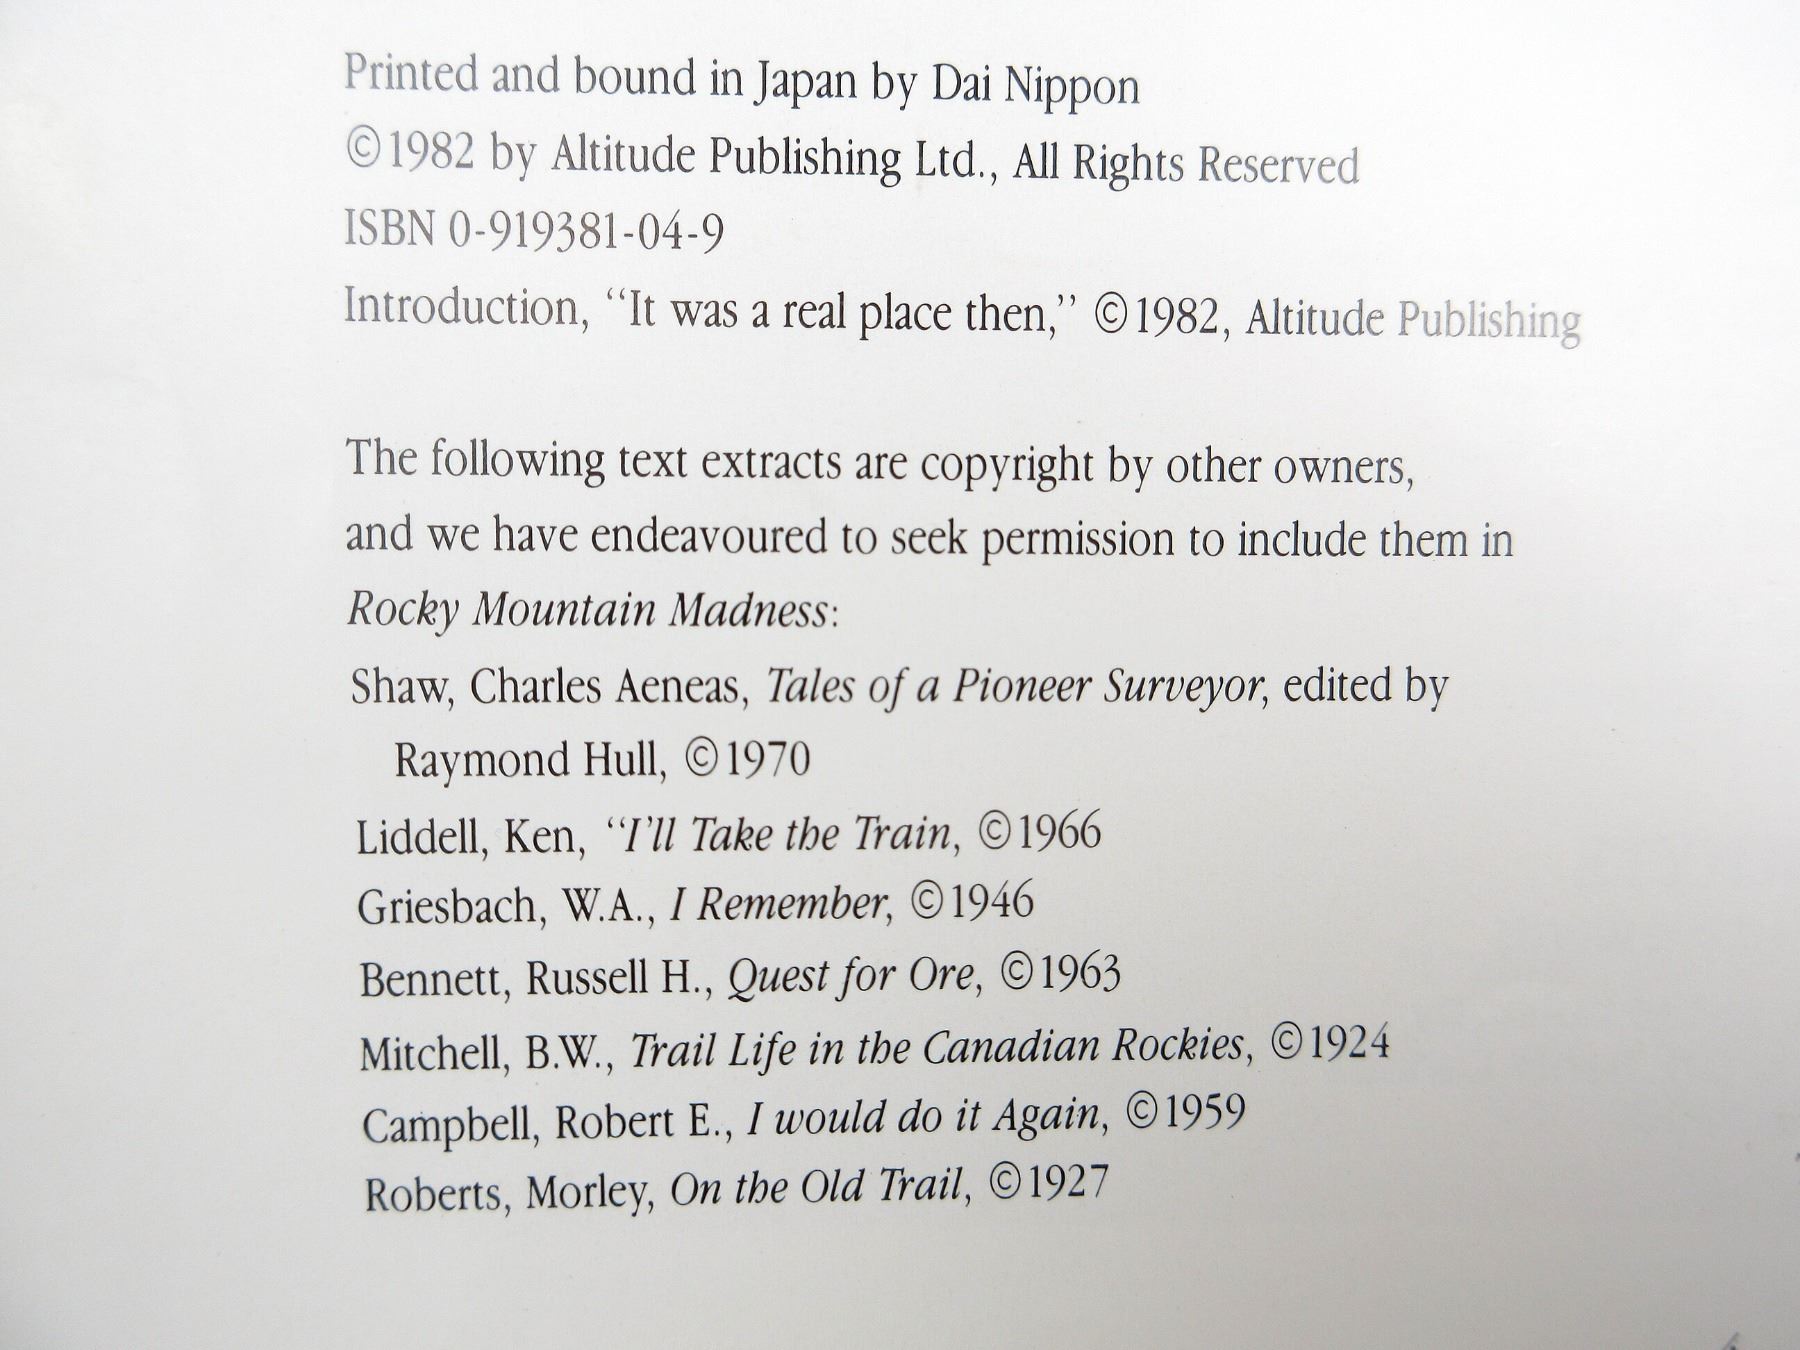 Printed and bound in Japan by Dai Nippon
©1982 by Altitude Publishing Ltd., All Rights Reserved
ISBN 0-919381-04-9
Introduction, “It was a real place then,” ©1982, Altitude Publishing
The following text extracts are copyright by other owners,
and we have endeavoured to seek permission to include them in
Rocky Mountain Madness:
Shaw, Charles Aeneas, Tales of a Pioneer Surveyor, edited by
Raymond Hull, ©1970
Liddell, Ken, “I’ll Take the Train, ©1966
Griesbach, W.A., I Remember, ©1946
Bennett, Russell H., Quest for Ore, ©1963
Mitchell, B.W., Trail Life in the Canadian Rockies, ©1924
Campbell, Robert E., I would do it Again, ©1959
Roberts, Morley, On the Old Trail, ©1927